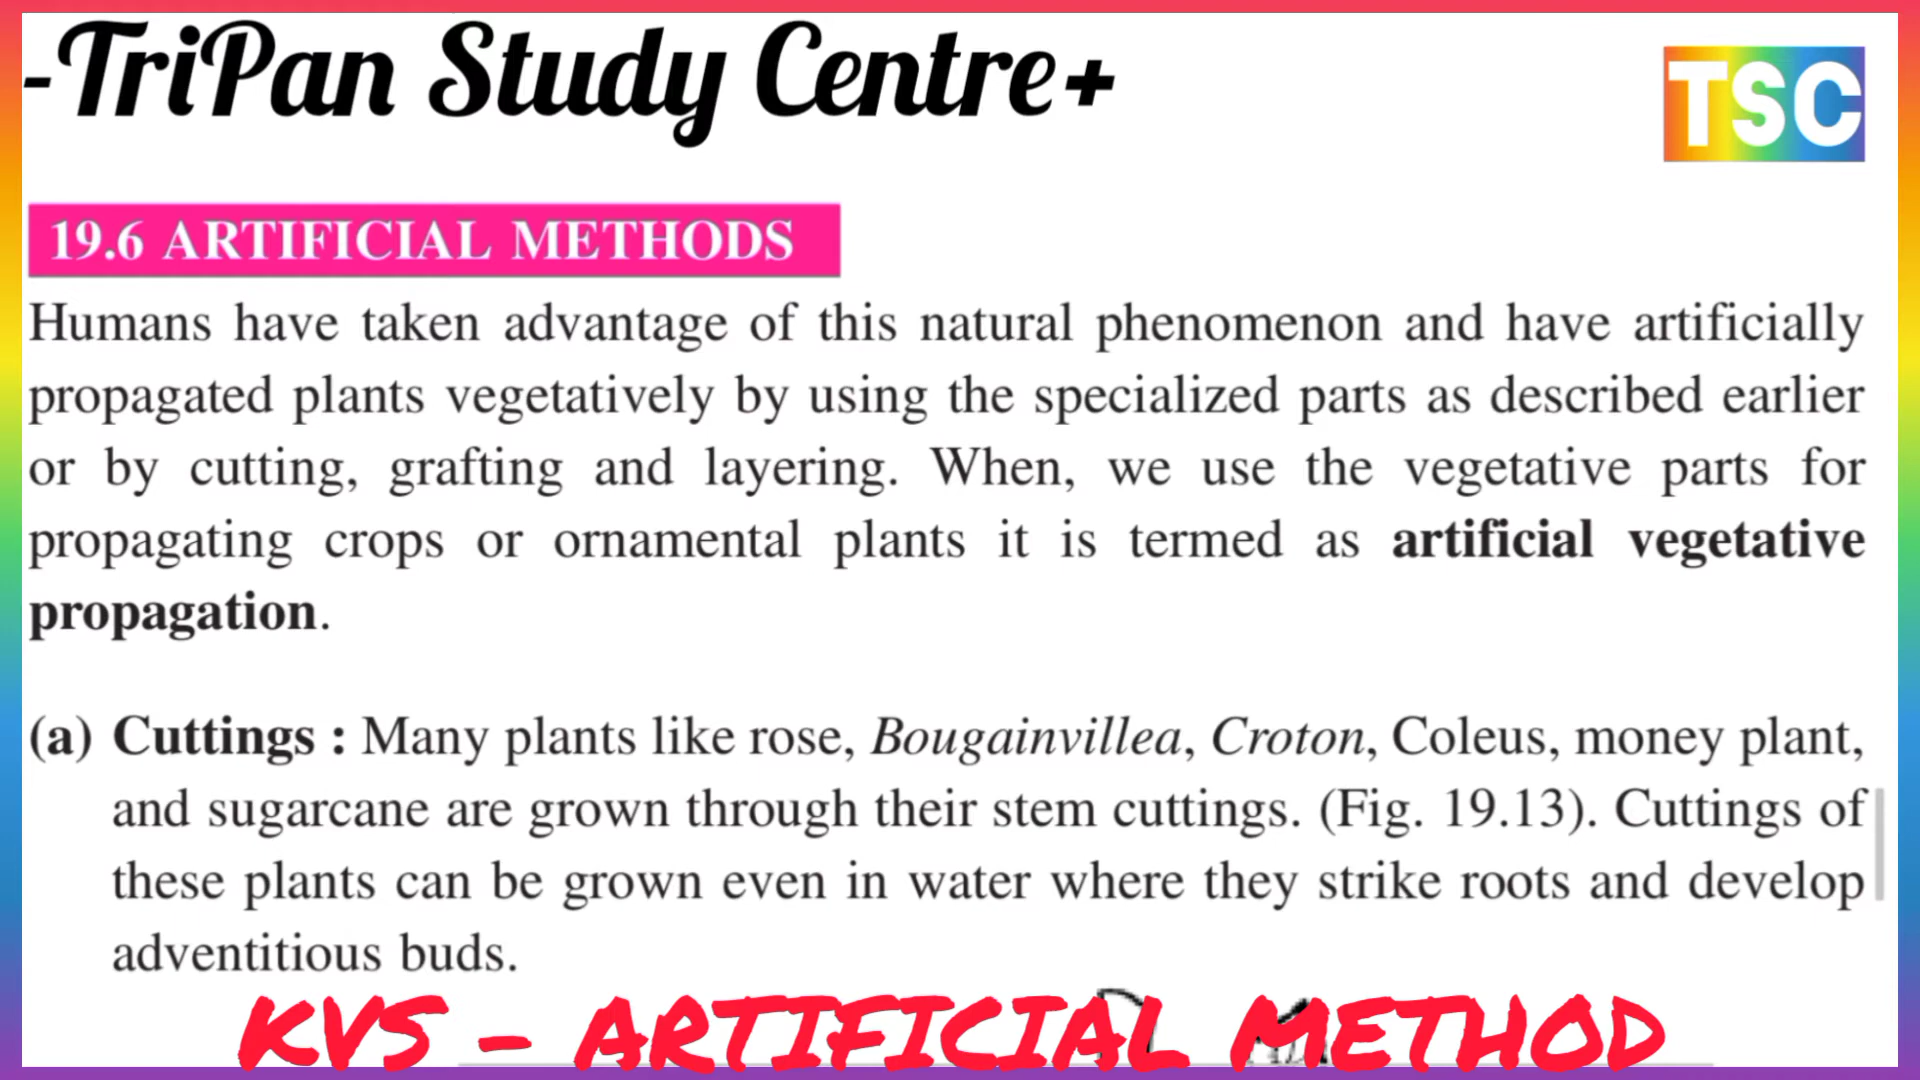 -TriPan Study Centre+
TSC
19.6 ARTIFICIAL METHODS
Humans have taken advantage of this natural phenomenon and have artificially
propagated plants vegetatively by using the specialized parts as described earlier
or by cutting, grafting and layering. When, we use the vegetative parts for
propagating crops or ornamental plants it is termed as artificial vegetative
propagation.
(a) Cuttings : Many plants like rose, Bougainvillea, Croton, Coleus, money plant,
and sugarcane are grown through their stem cuttings. (Fig. 19.13). Cuttings of
these plants can be grown even in water where they strike roots and develop
adventitious buds.
KVS - ARTIFICIAL METHOD